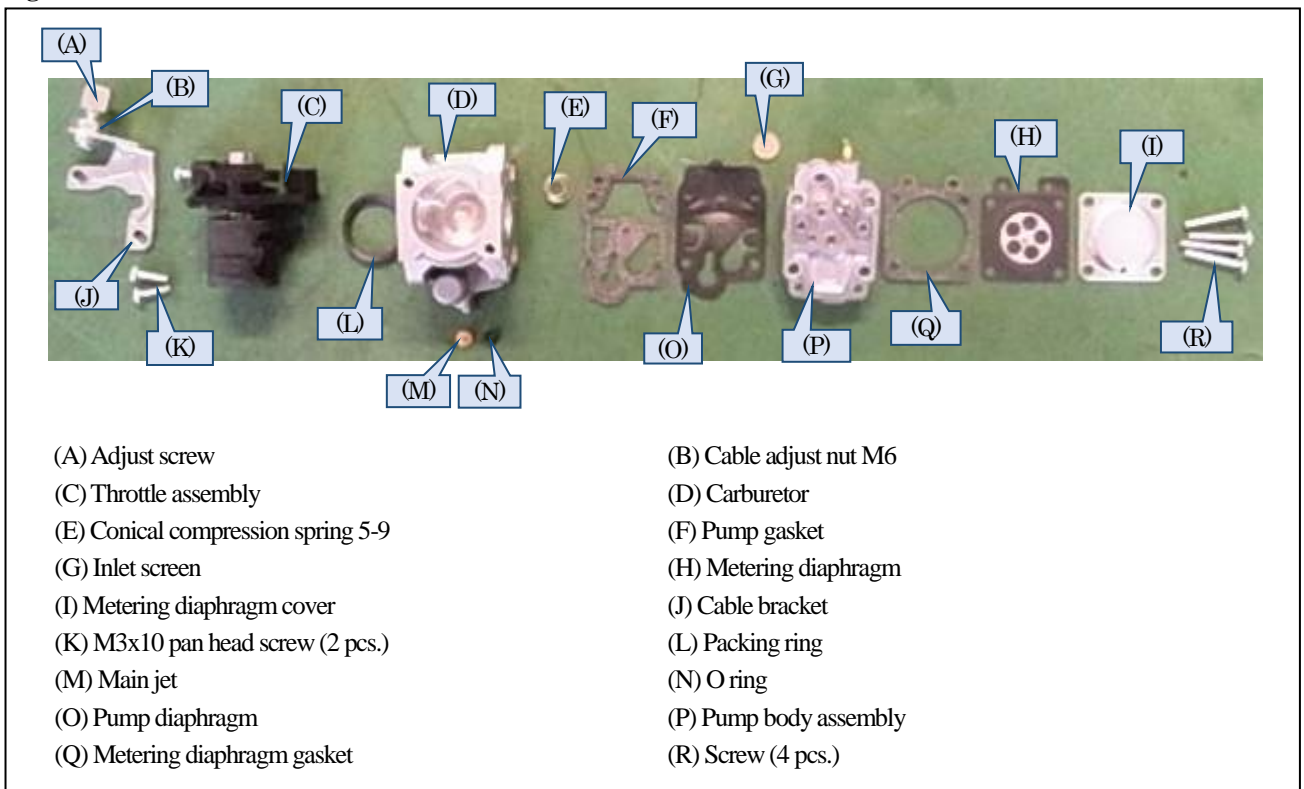 (A)
(B)
(C)
(D)
(E)
(F)
(G)
(H)
(I)
(J)
(K)
(L)
(M)
(N)
(O)
(P)
(Q)
(R)
(A) Adjust screw
(B) Cable adjust nut M6
(C) Throttle assembly
(D) Carburetor
(E) Conical compression spring 5-9
(F) Pump gasket
(G) Inlet screen
(H) Metering diaphragm
(I) Metering diaphragm cover
(J) Cable bracket
(K) M3x10 pan head screw (2 pcs.)
(L) Packing ring
(M) Main jet
(N) O ring
(O) Pump diaphragm
(P) Pump body assembly
(Q) Metering diaphragm gasket
(R) Screw (4 pcs.)